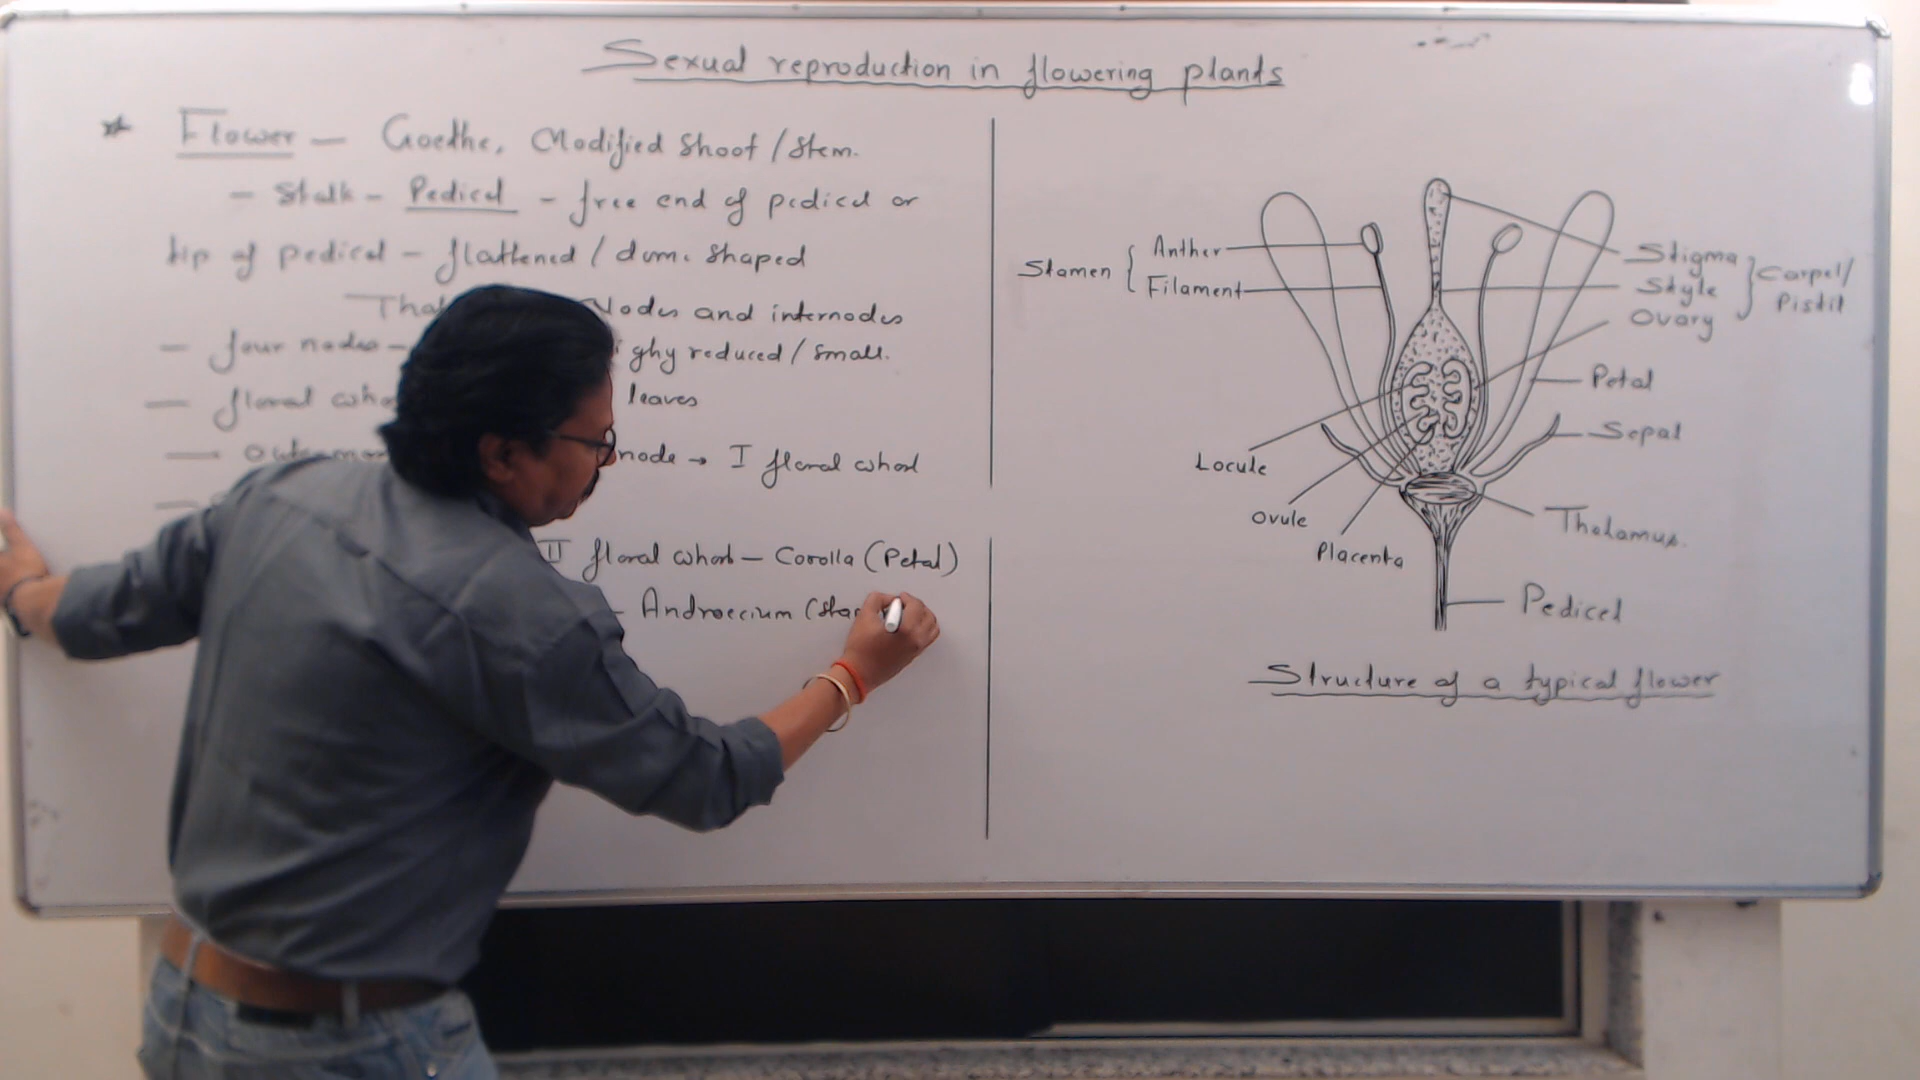 Sexual reproduction in flowering plants
* Flower — Goethe, Modified Shoot / Stem.
— Stalk — Pedicel — free end of pedicel or
tip of pedicel — flattened / dome shaped
Nodes and internodes
— four nodes —
reduced / small.
— floral
leaves
node → I floral whorl
II floral whorl — Corolla (Petal)
— Androecium
Stamen { Anther
Filament
Stigma
Style
Ovary
} Carpel /
Pistil
Petal
Sepal
Locule
Ovule
Placenta
Thalamus.
Pedicel
Structure of a typical flower